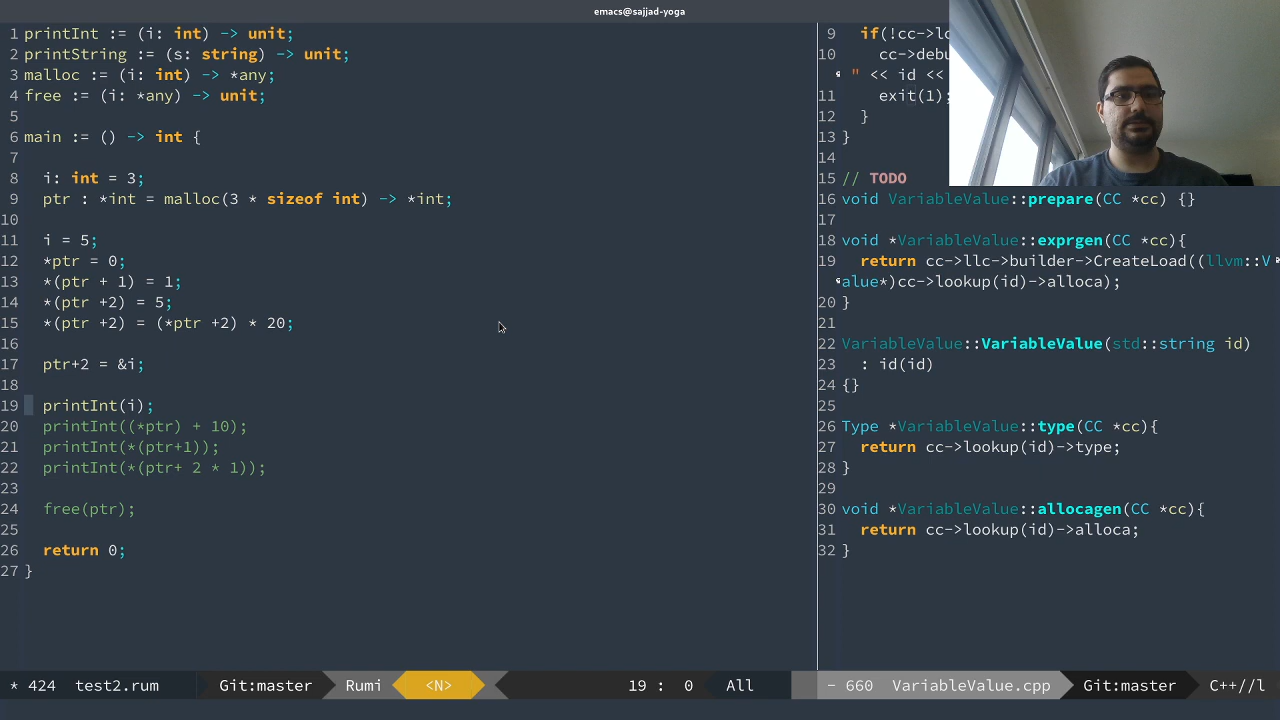 emacs@sajjad-yoga
1 printInt := (i: int) -> unit;
2 printString := (s: string) -> unit;
3 malloc := (i: int) -> *any;
4 free := (i: *any) -> unit;
5
6 main := () -> int {
7
8 i: int = 3;
9 ptr : *int = malloc(3 * sizeof int) -> *int;
10
11 i = 5;
12 *ptr = 0;
13 *(ptr + 1) = 1;
14 *(ptr +2) = 5;
15 *(ptr +2) = (*ptr +2) * 20;
16
17 ptr+2 = &i;
18
19 printInt(i);
20 printInt((*ptr) + 10);
21 printInt(*(ptr+1));
22 printInt(*(ptr+ 2 * 1));
23
24 free(ptr);
25
26 return 0;
27 }
* 424 test2.rum Git:master Rumi <N> 19 : 0 All
9 if(!cc->lo
10 cc->debu
" << id <<
11 exit(1);
12 }
13 }
14
15 // TODO
16 void VariableValue::prepare(CC *cc) {}
17
18 void *VariableValue::exprgen(CC *cc){
19 return cc->llc->builder->CreateLoad((llvm::V
alue*)cc->lookup(id)->alloca);
20 }
21
22 VariableValue::VariableValue(std::string id)
23 : id(id)
24 {}
25
26 Type *VariableValue::type(CC *cc){
27 return cc->lookup(id)->type;
28 }
29
30 void *VariableValue::allocagen(CC *cc){
31 return cc->lookup(id)->alloca;
32 }
- 660 VariableValue.cpp Git:master C++//l